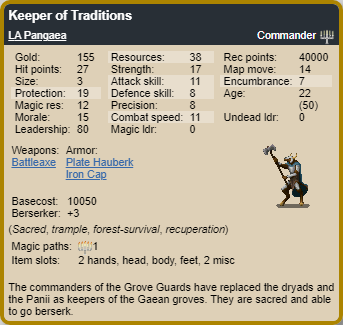 Keeper of Traditions
LA Pangaea Commander
Gold: 155 Resources: 38 Rec points: 40000
Hit points: 27 Strength: 17 Map move: 14
Size: 3 Attack skill: 11 Encumbrance: 7
Protection: 19 Defence skill: 8 Age: 22
Magic res: 12 Precision: 8 (50)
Morale: 15 Combat speed: 11 Undead ldr: 0
Leadership: 80 Magic ldr: 0
Weapons: Armor:
Battleaxe Plate Hauberk
Iron Cap
Basecost: 10050
Berserker: +3
(Sacred, trample, forest-survival, recuperation)
Magic paths: 1
Item slots: 2 hands, head, body, feet, 2 misc
The commanders of the Grove Guards have replaced the dryads and
the Panii as keepers of the Gaean groves. They are sacred and able
to go berserk.